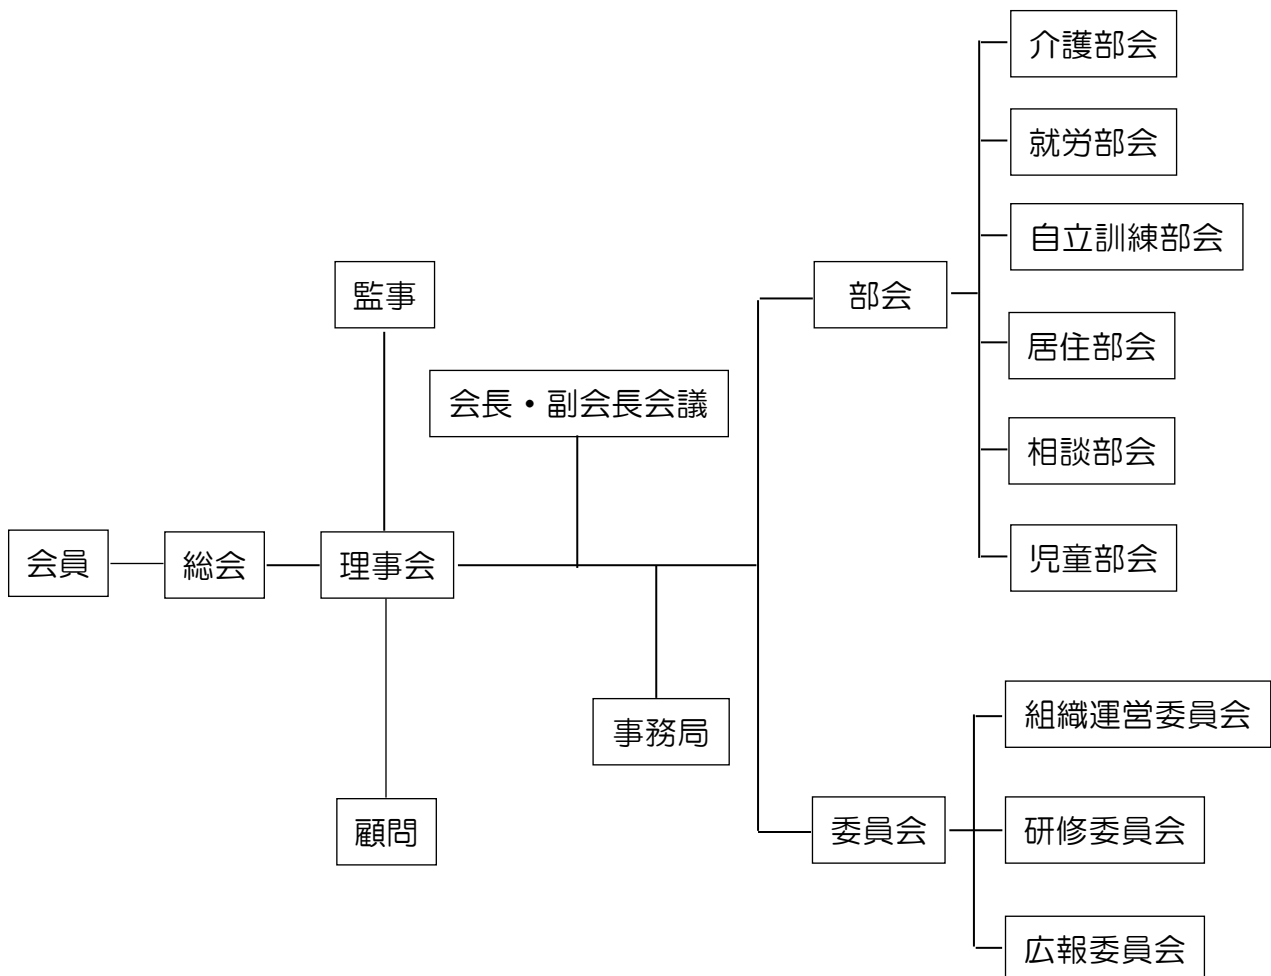 介護部会
就労部会
自立訓練部会
監事
部会
居住部会
会長・副会長会議
相談部会
会員
総会
理事会
児童部会
組織運営委員会
事務局
顧問
委員会
研修委員会
広報委員会